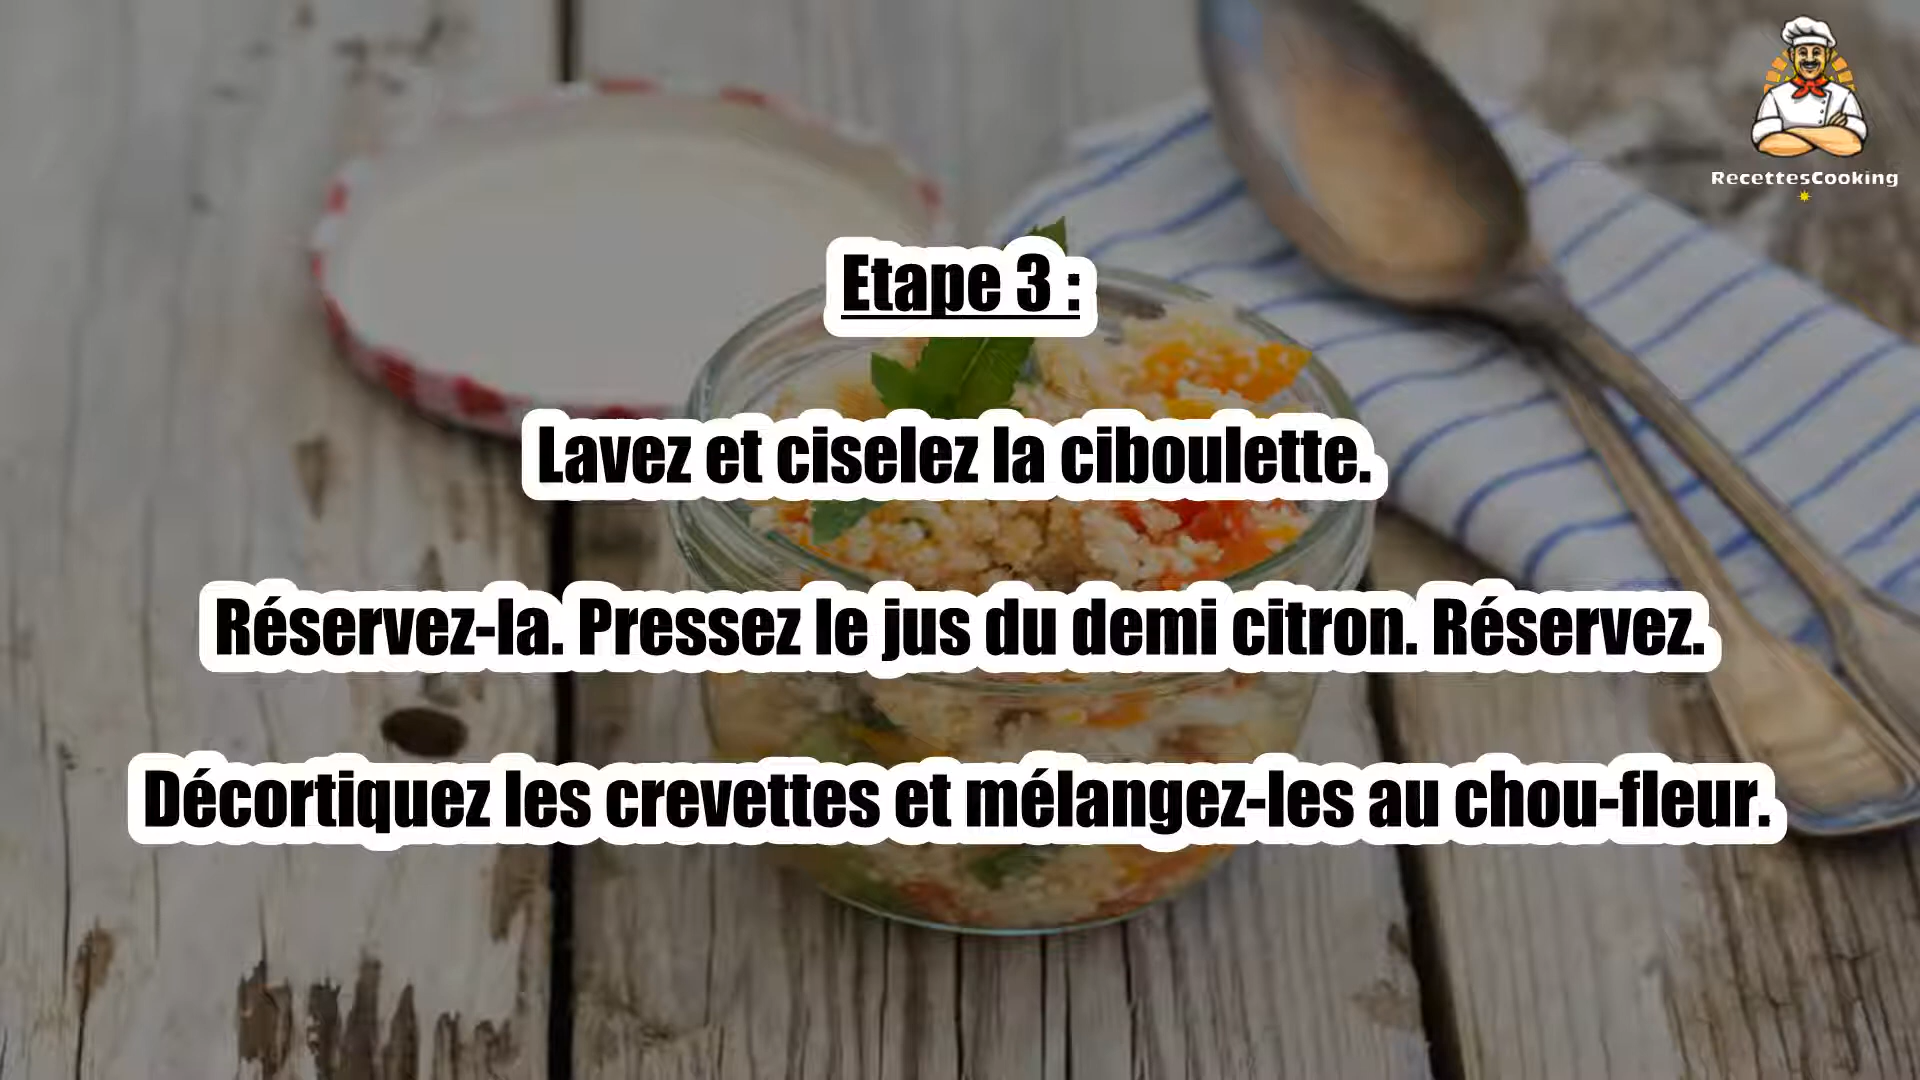 RecettesCooking
Etape 3 :
Lavez et ciselez la ciboulette.
Réservez-la. Pressez le jus du demi citron. Réservez.
Décortiquez les crevettes et mélangez-les au chou-fleur.